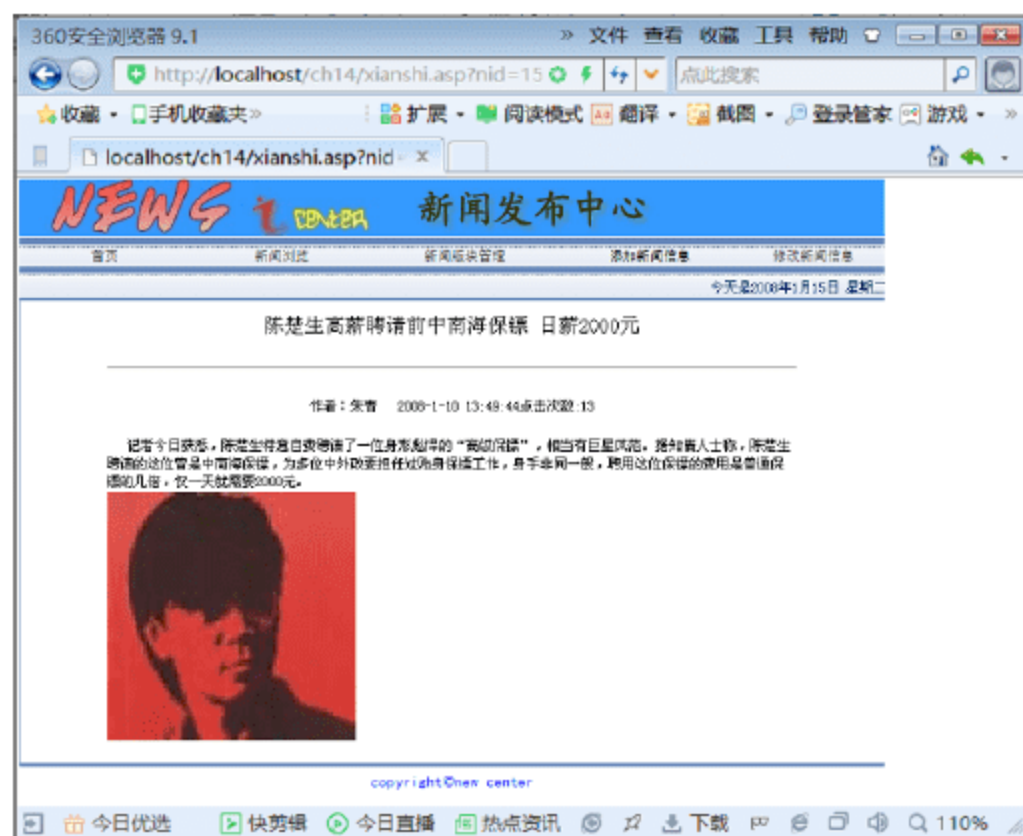 360安全浏览器 9.1 » 文件 查看 收藏 工具 帮助
http://localhost/ch14/xianshi.asp?nid=15 点此搜索
收藏 手机收藏夹» 扩展 阅读模式 翻译 截图 登录管家 游戏 »
localhost/ch14/xianshi.asp?nid ×
NEWS i CENTER 新闻发布中心
首页 新闻浏览 新闻版块管理 添加新闻信息 修改新闻信息
今天是2008年1月15日 星期二
陈楚生高薪聘请前中南海保镖 日薪2000元
作者：朱青 2008-1-10 13:49:44点击次数:13
记者今日获悉，陈楚生特意自费聘请了一位身形彪悍的“高级保镖”，相当有巨星风范。据知情人士称，陈楚生
聘请的这位曾是中南海保镖，为多位中外政要担任过贴身保镖工作，身手非同一般，聘用这位保镖的费用是普通保
镖的几倍，仅一天就需要2000元。
copyright©new center
今日优选 快剪辑 今日直播 热点资讯 下载 110%